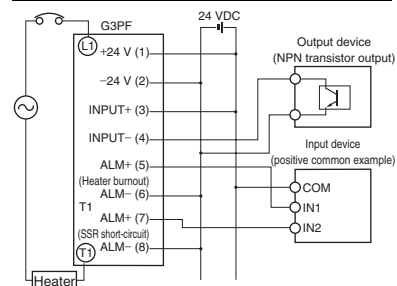 24 VDC
G3PF
L1
+24 V (1)
−24 V (2)
INPUT+ (3)
INPUT− (4)
ALM+ (5)
(Heater burnout)
ALM− (6)
T1
ALM+ (7)
(SSR short-circuit)
T1
ALM− (8)
Heater
Output device
(NPN transistor output)
Input device
(positive common example)
COM
IN1
IN2